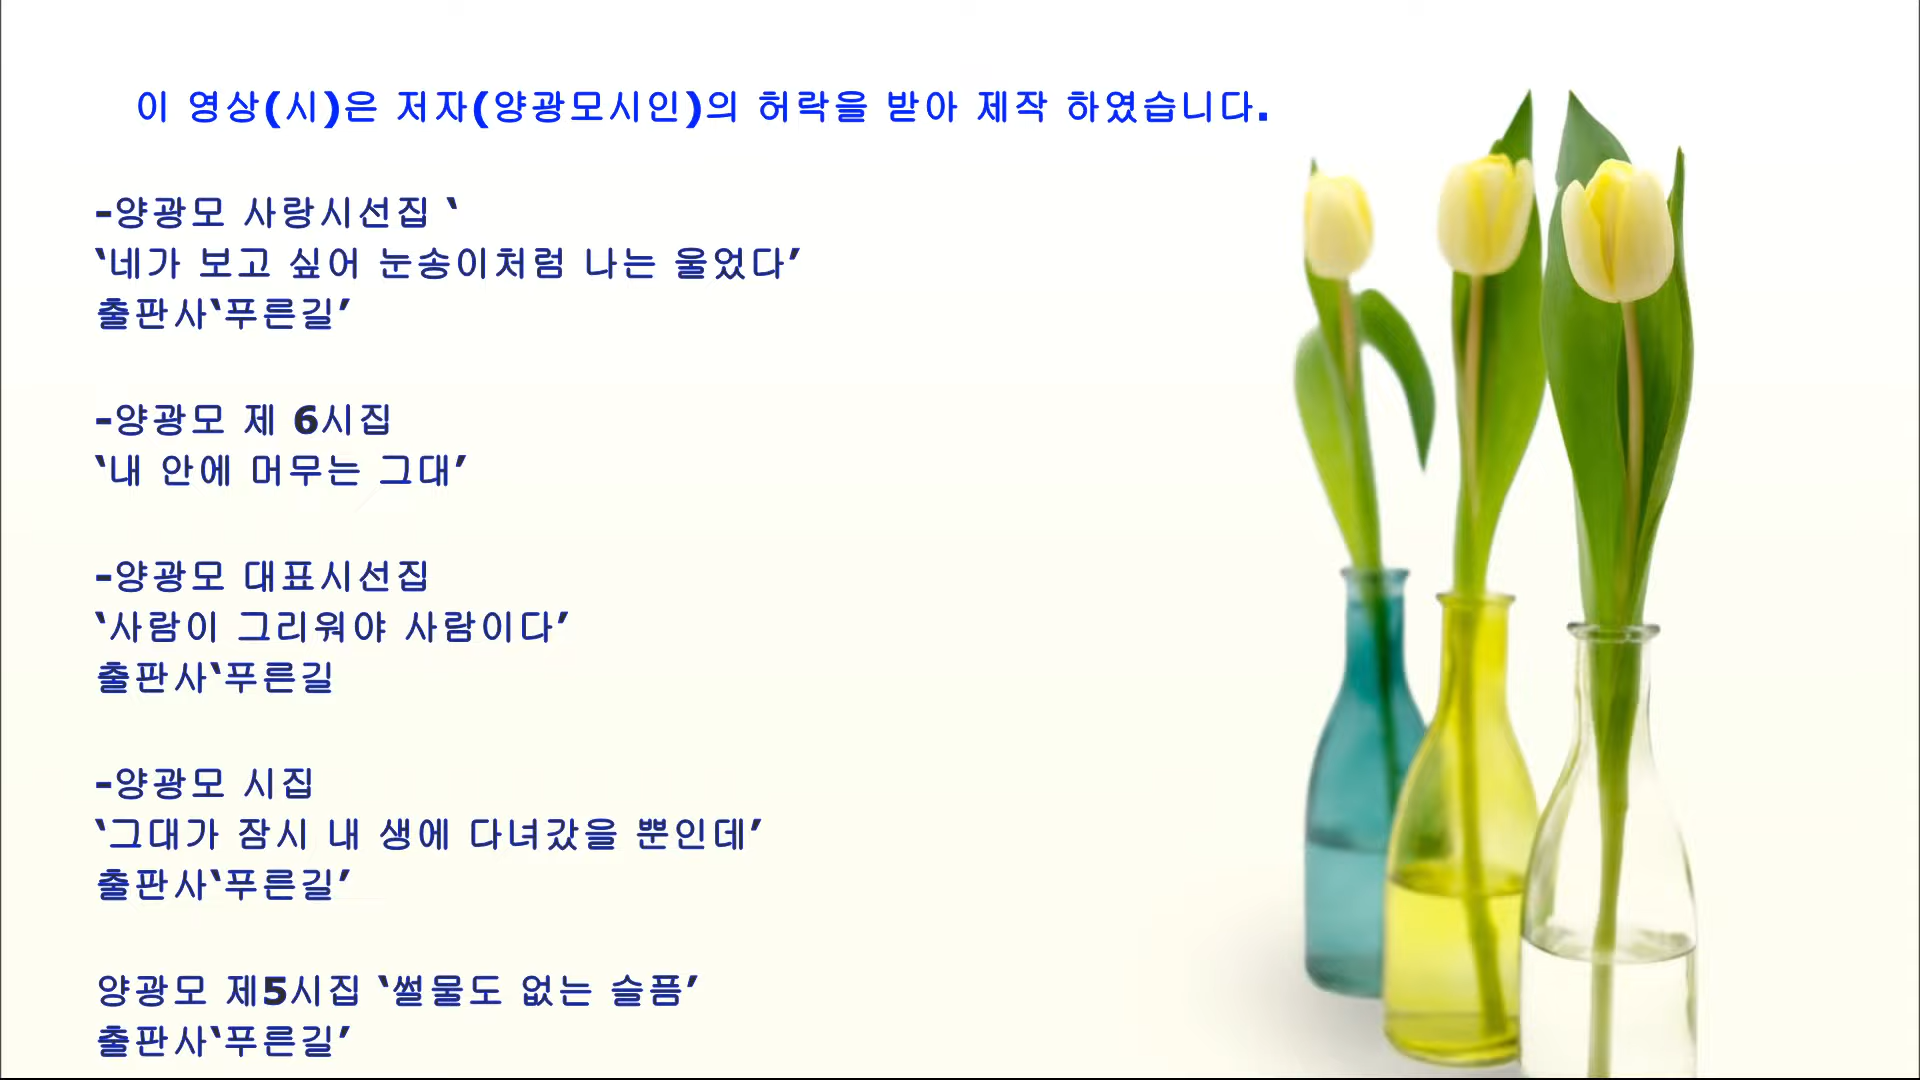 이 영상(시)은 저자(양광모시인)의 허락을 받아 제작 하였습니다.
-양광모 사랑시선집 ‘
‘네가 보고 싶어 눈송이처럼 나는 울었다’
출판사‘푸른길’
-양광모 제 6시집
‘내 안에 머무는 그대’
-양광모 대표시선집
‘사람이 그리워야 사람이다’
출판사‘푸른길
-양광모 시집
‘그대가 잠시 내 생에 다녀갔을 뿐인데’
출판사‘푸른길’
양광모 제5시집 ‘썰물도 없는 슬픔’
출판사‘푸른길’